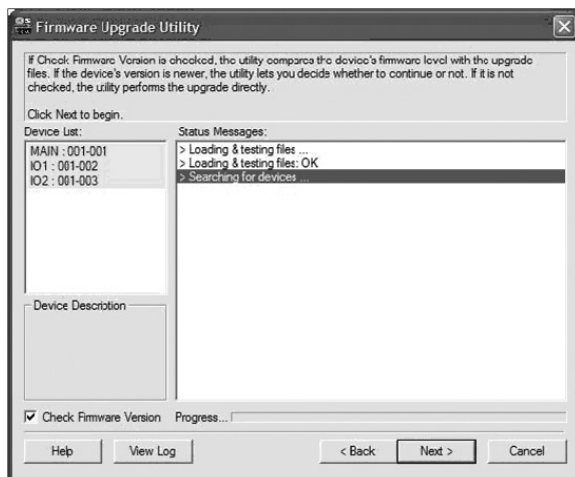 Firmware Upgrade Utility
If Check Firmware Version is checked, the utility compares the device's firmware level with the upgrade
files. If the device's version is newer, the utility lets you decide whether to continue or not. If it is not
checked, the utility performs the upgrade directly.
Click Next to begin.
Device List:
MAIN : 001-001
IO1 : 001-002
IO2 : 001-003
Status Messages:
> Loading & testing files ...
> Loading & testing files: OK
> Searching for devices ...
Device Description
Check Firmware Version
Progress...
Help
View Log
< Back
Next >
Cancel